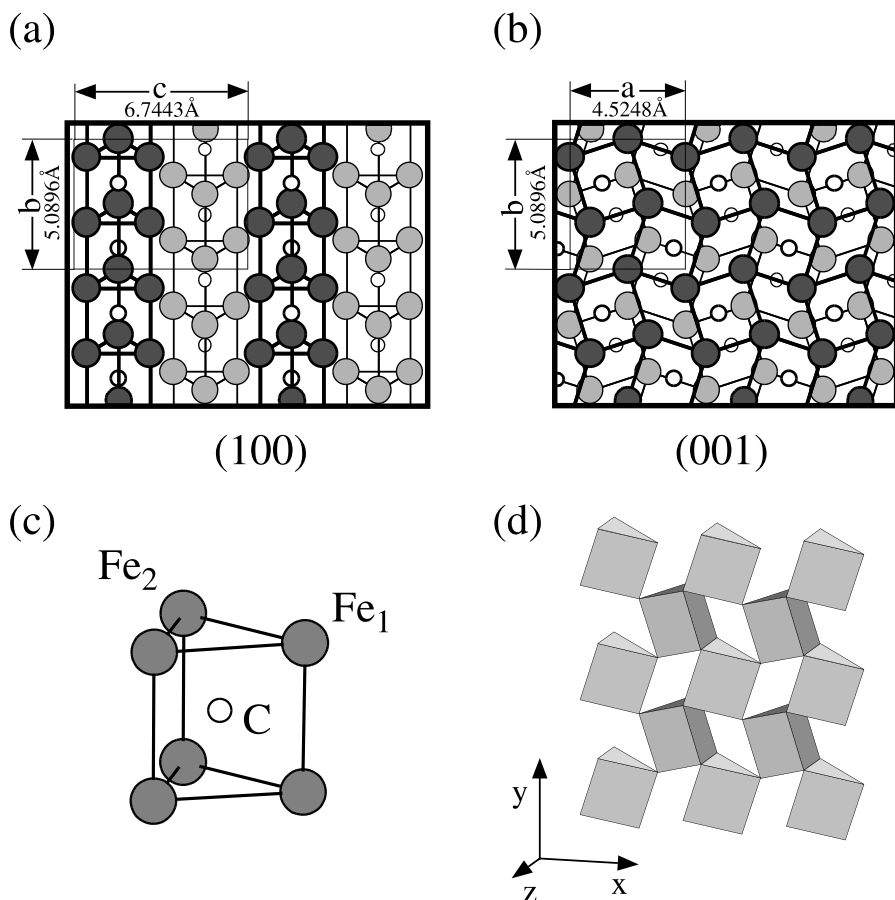 (a)
c
6.7443Å
b
5.0896Å
(100)
(b)
a
4.5248Å
b
5.0896Å
(001)
(c)
Fe2
Fe1
C
(d)
y
z
x